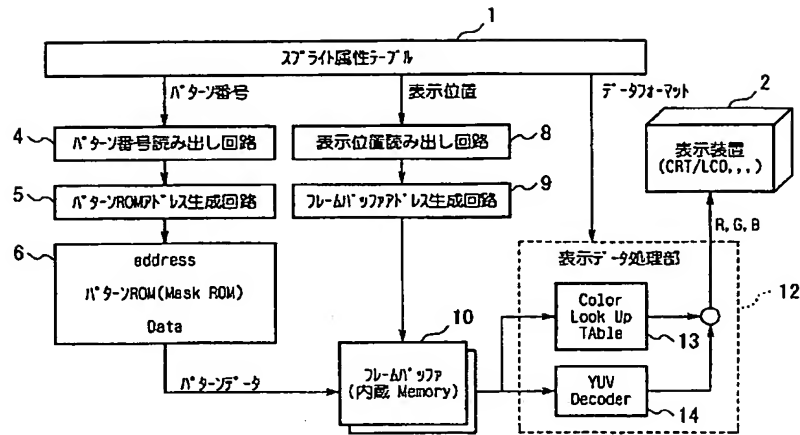 1
スプライト属性テーブル
パターン番号
表示位置
データフォーマット
2
4
パターン番号読み出し回路
表示位置読み出し回路
8
表示装置
(CRT/LCD,,,)
5
パターンROMアドレス生成回路
フレームバッファアドレス生成回路
9
R,G,B
6
address
パターンROM(Mask ROM)
Data
表示データ処理部
12
10
Color
Look Up
TAble
13
パターンデータ
フレームバッファ
(内蔵 Memory)
YUV
Decoder
14